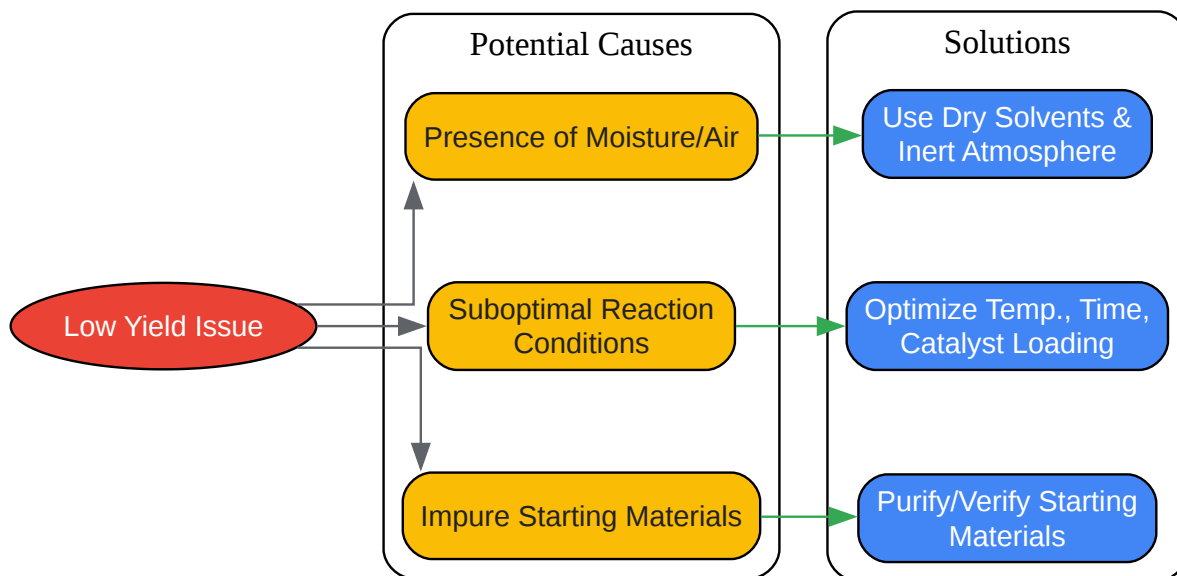 Potential Causes
Solutions
Presence of Moisture/Air
Use Dry Solvents &
Inert Atmosphere
Low Yield Issue
Suboptimal Reaction
Conditions
Optimize Temp., Time,
Catalyst Loading
Impure Starting Materials
Purify/Verify Starting
Materials